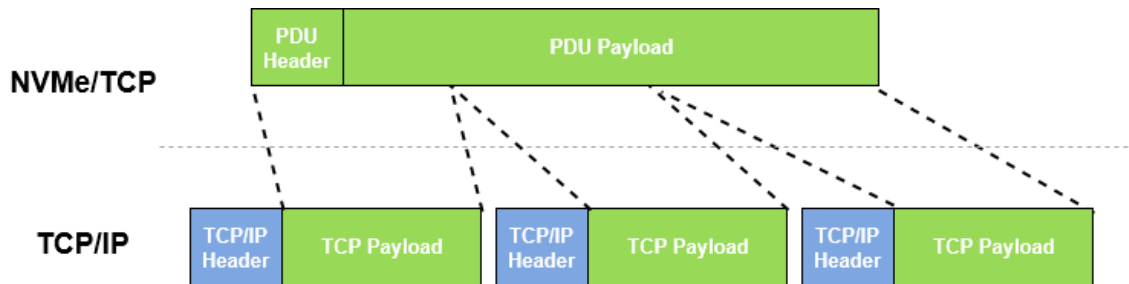 PDU
Header
PDU Payload
NVMe/TCP
TCP/IP
TCP/IP
Header
TCP Payload
TCP/IP
Header
TCP Payload
TCP/IP
Header
TCP Payload